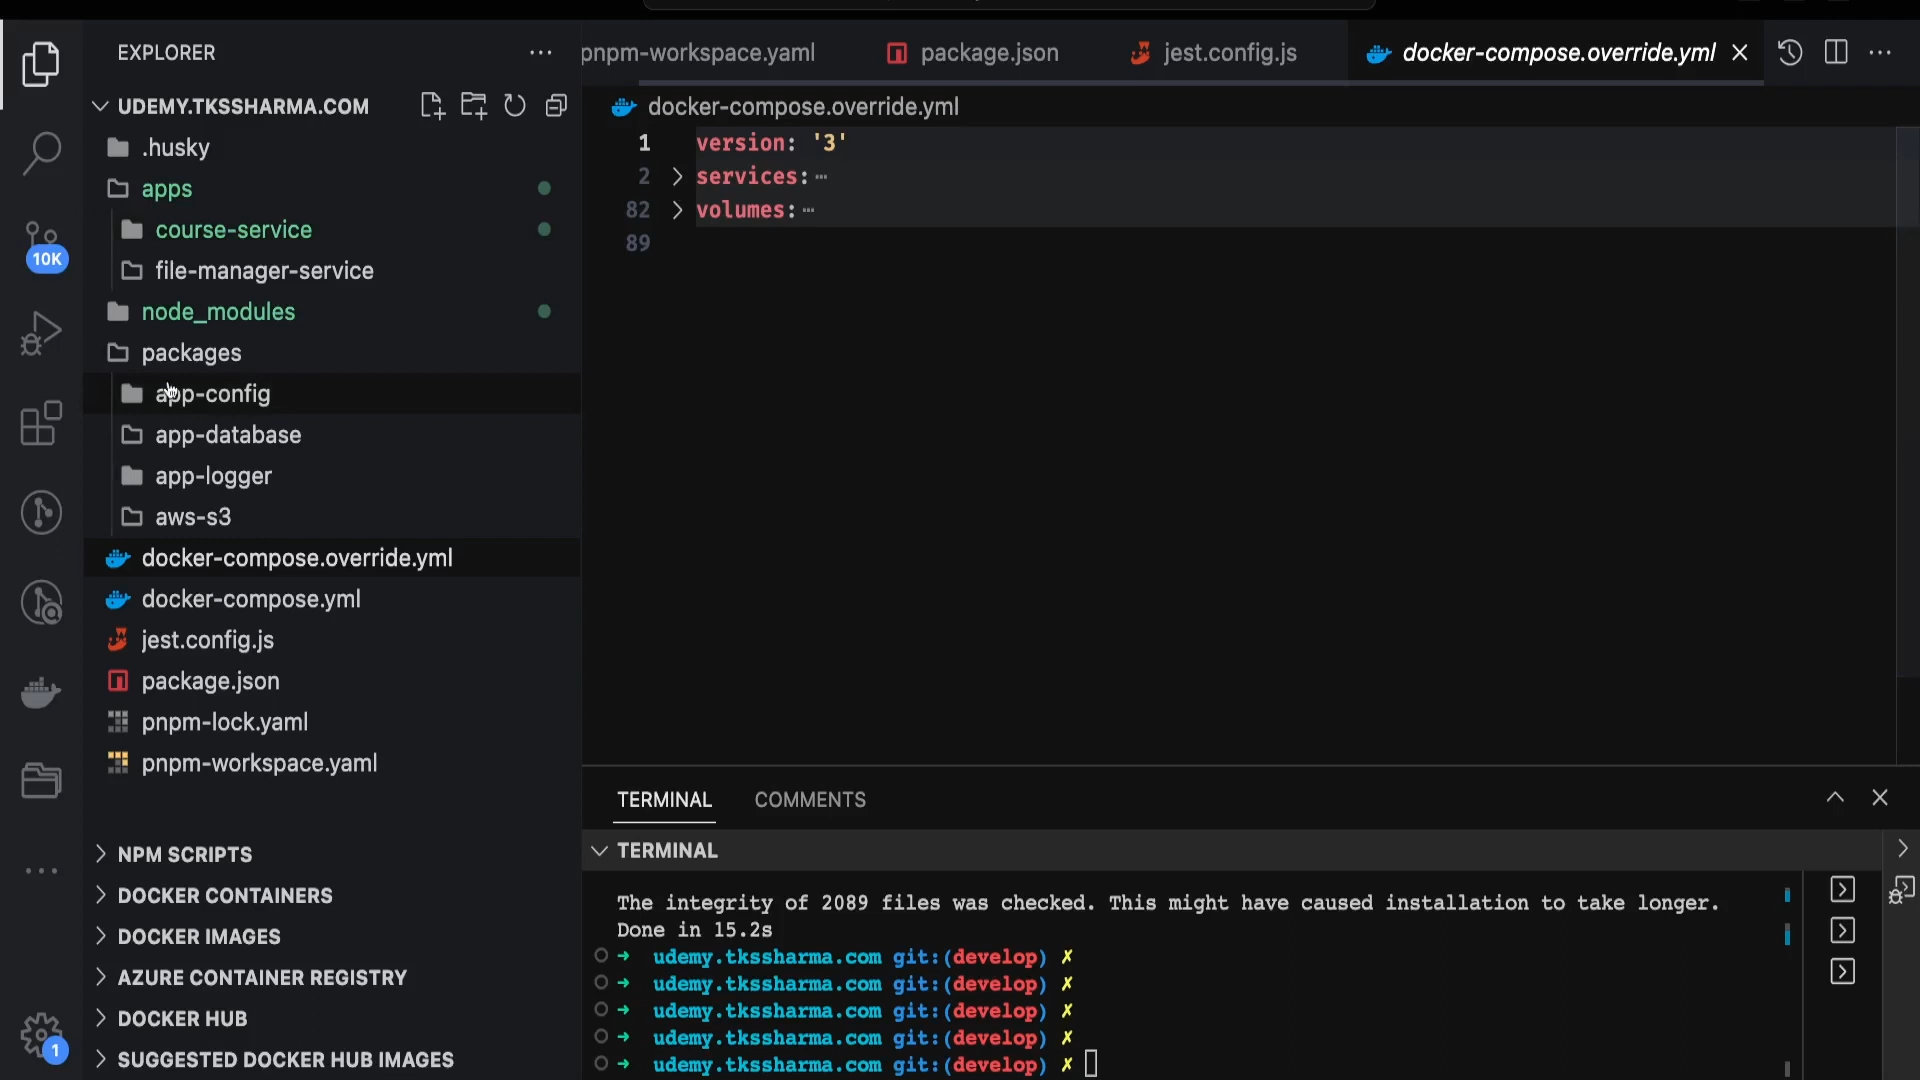 EXPLORER
UDEMY.TKSSHARMA.COM
.husky
apps
course-service
file-manager-service
node_modules
packages
app-config
app-database
app-logger
aws-s3
docker-compose.override.yml
docker-compose.yml
jest.config.js
package.json
pnpm-lock.yaml
pnpm-workspace.yaml
NPM SCRIPTS
DOCKER CONTAINERS
DOCKER IMAGES
AZURE CONTAINER REGISTRY
DOCKER HUB
SUGGESTED DOCKER HUB IMAGES
10K
1
pnpm-workspace.yaml
package.json
jest.config.js
docker-compose.override.yml
docker-compose.override.yml
1 version: '3'
2 services:…
82 volumes:…
89
TERMINAL COMMENTS
TERMINAL
The integrity of 2089 files was checked. This might have caused installation to take longer.
Done in 15.2s
➜ udemy.tkssharma.com git:(develop) ✗
➜ udemy.tkssharma.com git:(develop) ✗
➜ udemy.tkssharma.com git:(develop) ✗
➜ udemy.tkssharma.com git:(develop) ✗
➜ udemy.tkssharma.com git:(develop) ✗